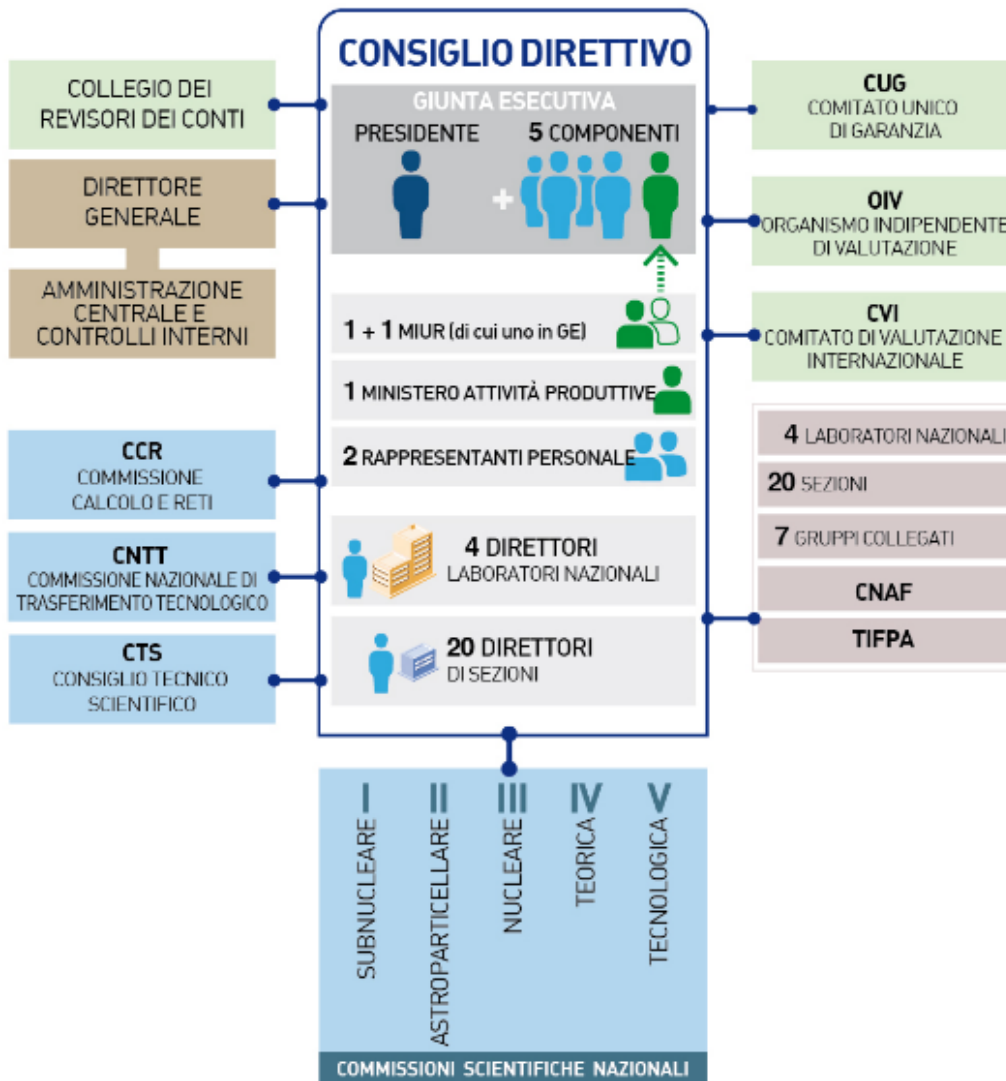 CONSIGLIO DIRETTIVO
GIUNTA ESECUTIVA
PRESIDENTE
+
5 COMPONENTI
1 + 1 MIUR (di cui uno in GE)
1 MINISTERO ATTIVITÀ PRODUTTIVE
2 RAPPRESENTANTI PERSONALE
4 DIRETTORI
LABORATORI NAZIONALI
20 DIRETTORI
DI SEZIONI
COLLEGIO DEI
REVISORI DEI CONTI
DIRETTORE
GENERALE
AMMINISTRAZIONE
CENTRALE E
CONTROLLI INTERNI
CCR
COMMISSIONE
CALCOLO E RETI
CNTT
COMMISSIONE NAZIONALE DI
TRASFERIMENTO TECNOLOGICO
CTS
CONSIGLIO TECNICO
SCIENTIFICO
CUG
COMITATO UNICO
DI GARANZIA
OIV
ORGANISMO INDIPENDENTE
DI VALUTAZIONE
CVI
COMITATO DI VALUTAZIONE
INTERNAZIONALE
4 LABORATORI NAZIONALI
20 SEZIONI
7 GRUPPI COLLEGATI
CNAF
TIFPA
I SUBNUCLEARE
II ASTROPARTICELLARE
III NUCLEARE
IV TEORICA
V TECNOLOGICA
COMMISSIONI SCIENTIFICHE NAZIONALI